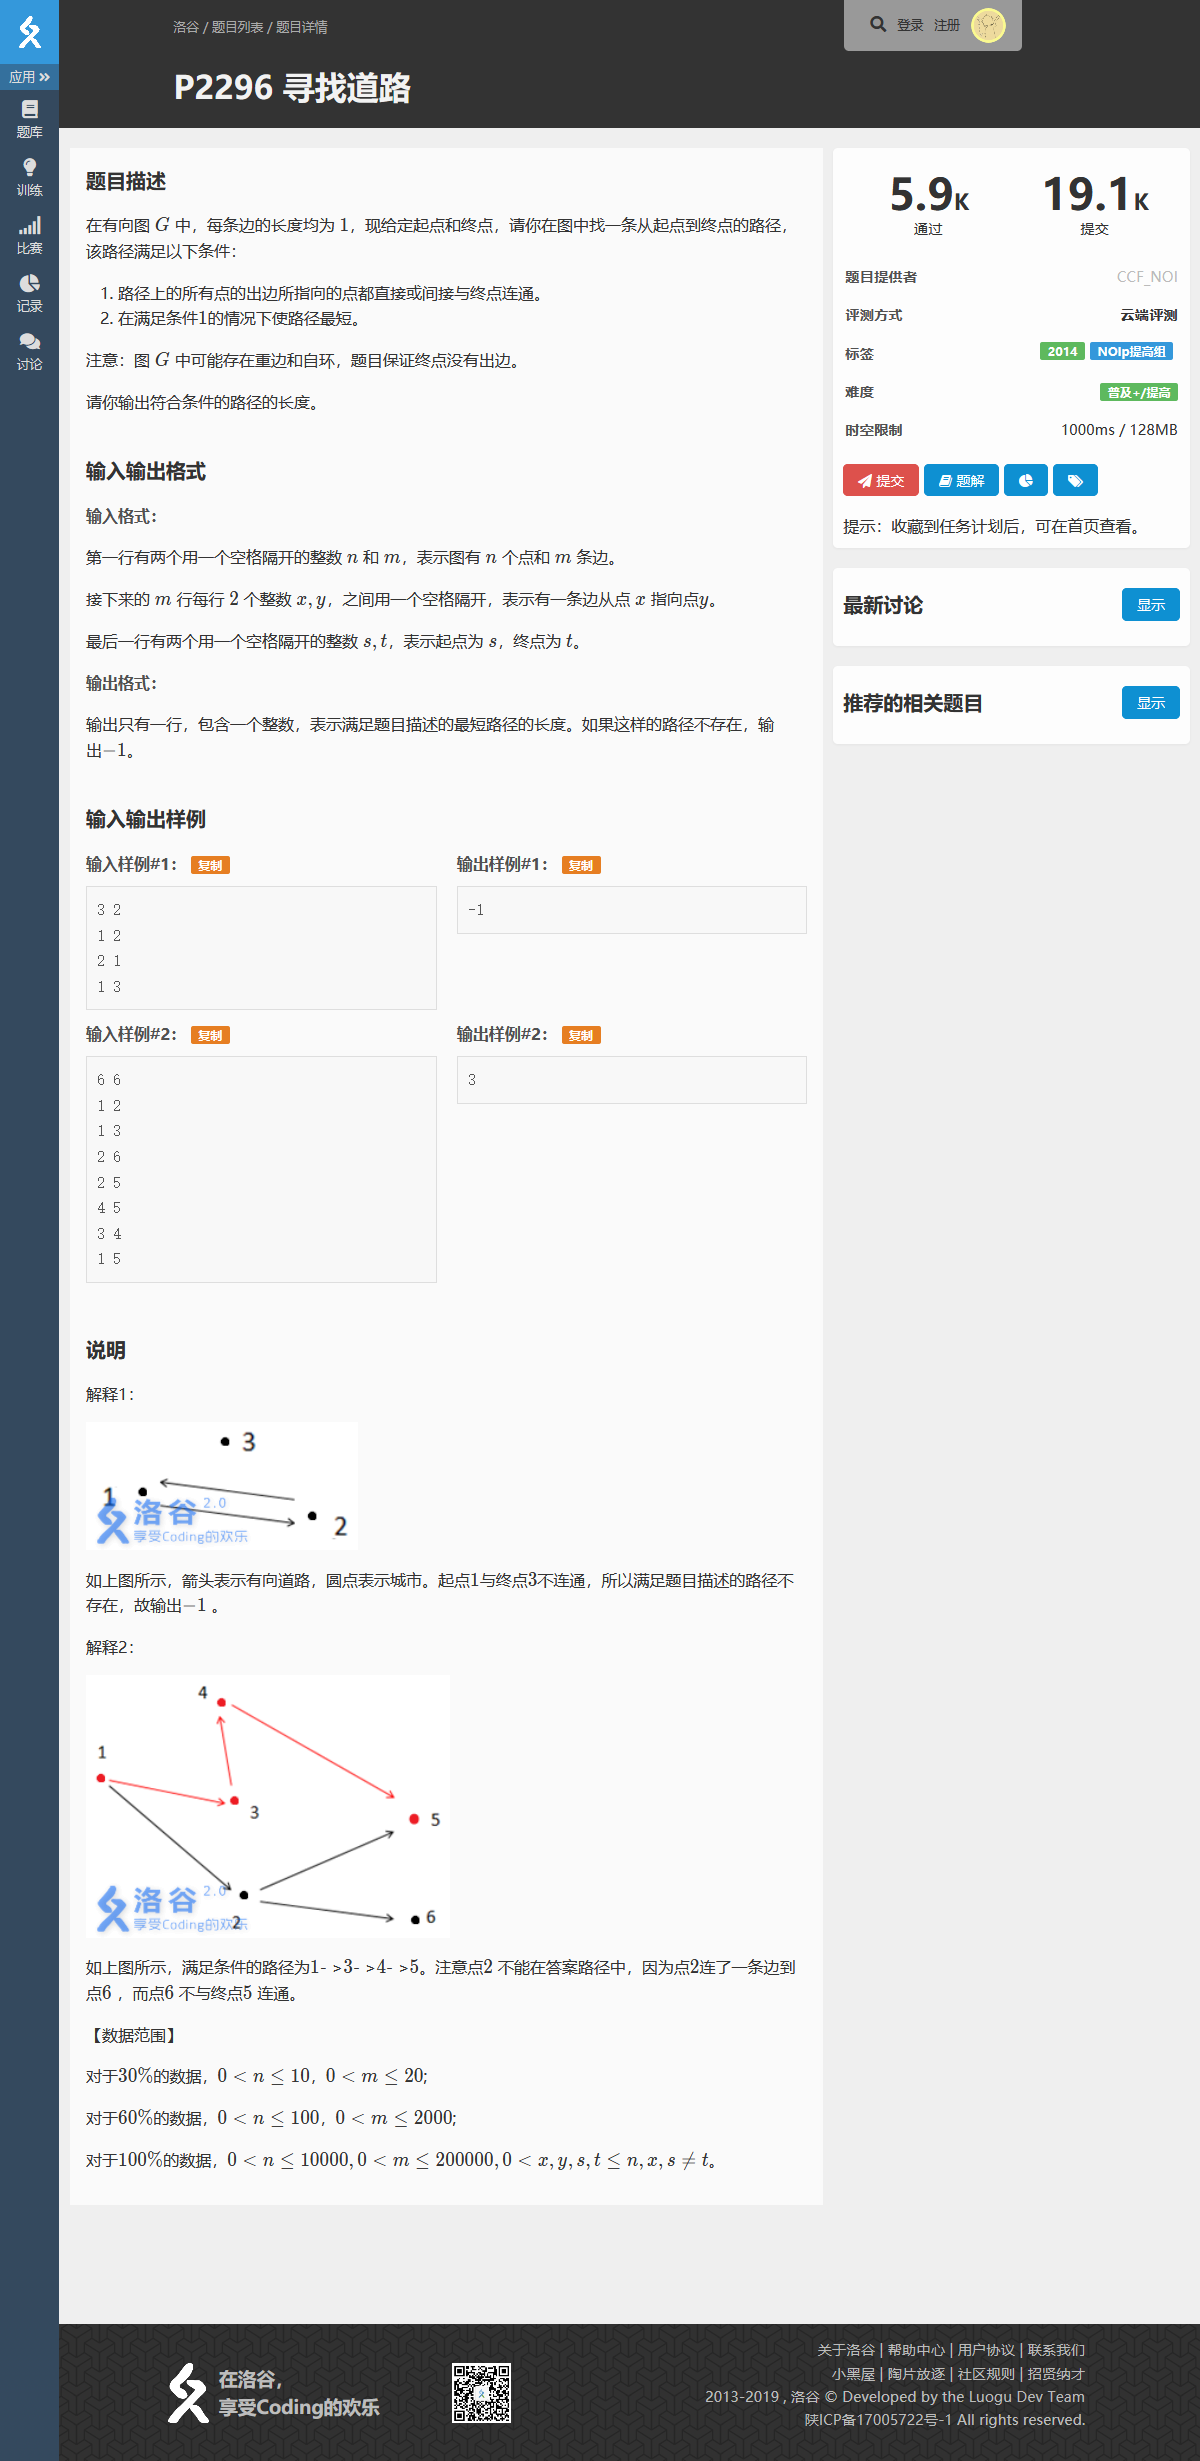 洛谷 / 题目列表 / 题目详情
登录 注册
P2296 寻找道路
应用
题库
训练
比赛
记录
讨论
题目描述
在有向图 G 中，每条边的长度均为 1，现给定起点和终点，请你在图中找一条从起点到终点的路径，
该路径满足以下条件：
1. 路径上的所有点的出边所指向的点都直接或间接与终点连通。
2. 在满足条件1的情况下使路径最短。
注意：图 G 中可能存在重边和自环，题目保证终点没有出边。
请你输出符合条件的路径的长度。
输入输出格式
输入格式：
第一行有两个用一个空格隔开的整数 n 和 m，表示图有 n 个点和 m 条边。
接下来的 m 行每行 2 个整数 x, y，之间用一个空格隔开，表示有一条边从点 x 指向点y。
最后一行有两个用一个空格隔开的整数 s, t，表示起点为 s，终点为 t。
输出格式：
输出只有一行，包含一个整数，表示满足题目描述的最短路径的长度。如果这样的路径不存在，输
出−1。
输入输出样例
输入样例#1： 复制
3 2
1 2
2 1
1 3
输出样例#1： 复制
-1
输入样例#2： 复制
6 6
1 2
1 3
2 6
2 5
4 5
3 4
1 5
输出样例#2： 复制
3
说明
解释1：
3
1
2
洛谷 2.0
享受Coding的欢乐
如上图所示，箭头表示有向道路，圆点表示城市。起点1与终点3不连通，所以满足题目描述的路径不
存在，故输出−1 。
解释2：
4
1
3
5
2
6
洛谷 2.0
享受Coding的欢乐
如上图所示，满足条件的路径为1- >3- >4- >5。注意点2 不能在答案路径中，因为点2连了一条边到
点6 ，而点6 不与终点5 连通。
【数据范围】
对于30%的数据，0 < n ≤ 10，0 < m ≤ 20;
对于60%的数据，0 < n ≤ 100，0 < m ≤ 2000;
对于100%的数据，0 < n ≤ 10000, 0 < m ≤ 200000, 0 < x, y, s, t ≤ n, x, s ≠ t。
5.9K
通过
19.1K
提交
题目提供者 CCF_NOI
评测方式 云端评测
标签 2014 NOIp提高组
难度 普及+/提高
时空限制 1000ms / 128MB
提交 题解
提示：收藏到任务计划后，可在首页查看。
最新讨论 显示
推荐的相关题目 显示
在洛谷，
享受Coding的欢乐
关于洛谷 | 帮助中心 | 用户协议 | 联系我们
小黑屋 | 陶片放逐 | 社区规则 | 招贤纳才
2013-2019 , 洛谷 © Developed by the Luogu Dev Team
陕ICP备17005722号-1 All rights reserved.